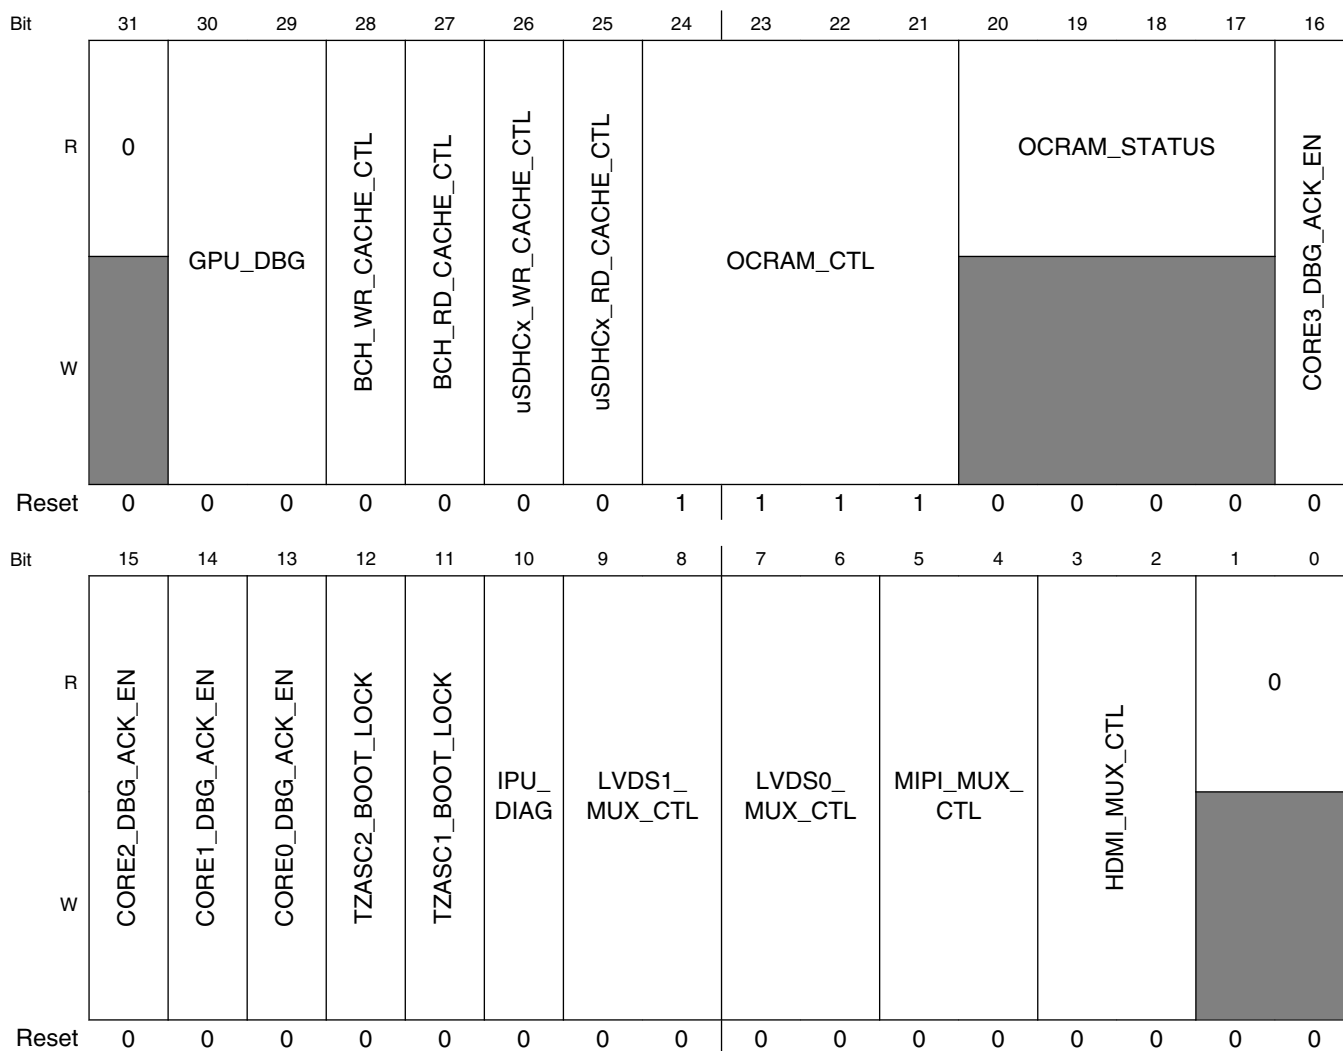 Bit 31 30 29 28 27 26 25 24 23 22 21 20 19 18 17 16
R 0 OCRAM_STATUS
GPU_DBG
BCH_WR_CACHE_CTL
BCH_RD_CACHE_CTL
uSDHCx_WR_CACHE_CTL
uSDHCx_RD_CACHE_CTL
OCRAM_CTL
CORE3_DBG_ACK_EN
W
Reset 0 0 0 0 0 0 0 1 1 1 1 0 0 0 0 0
Bit 15 14 13 12 11 10 9 8 7 6 5 4 3 2 1 0
R 0
CORE2_DBG_ACK_EN
CORE1_DBG_ACK_EN
CORE0_DBG_ACK_EN
TZASC2_BOOT_LOCK
TZASC1_BOOT_LOCK
IPU_
DIAG
LVDS1_
MUX_CTL
LVDS0_
MUX_CTL
MIPI_MUX_
CTL
HDMI_MUX_CTL
W
Reset 0 0 0 0 0 0 0 0 0 0 0 0 0 0 0 0